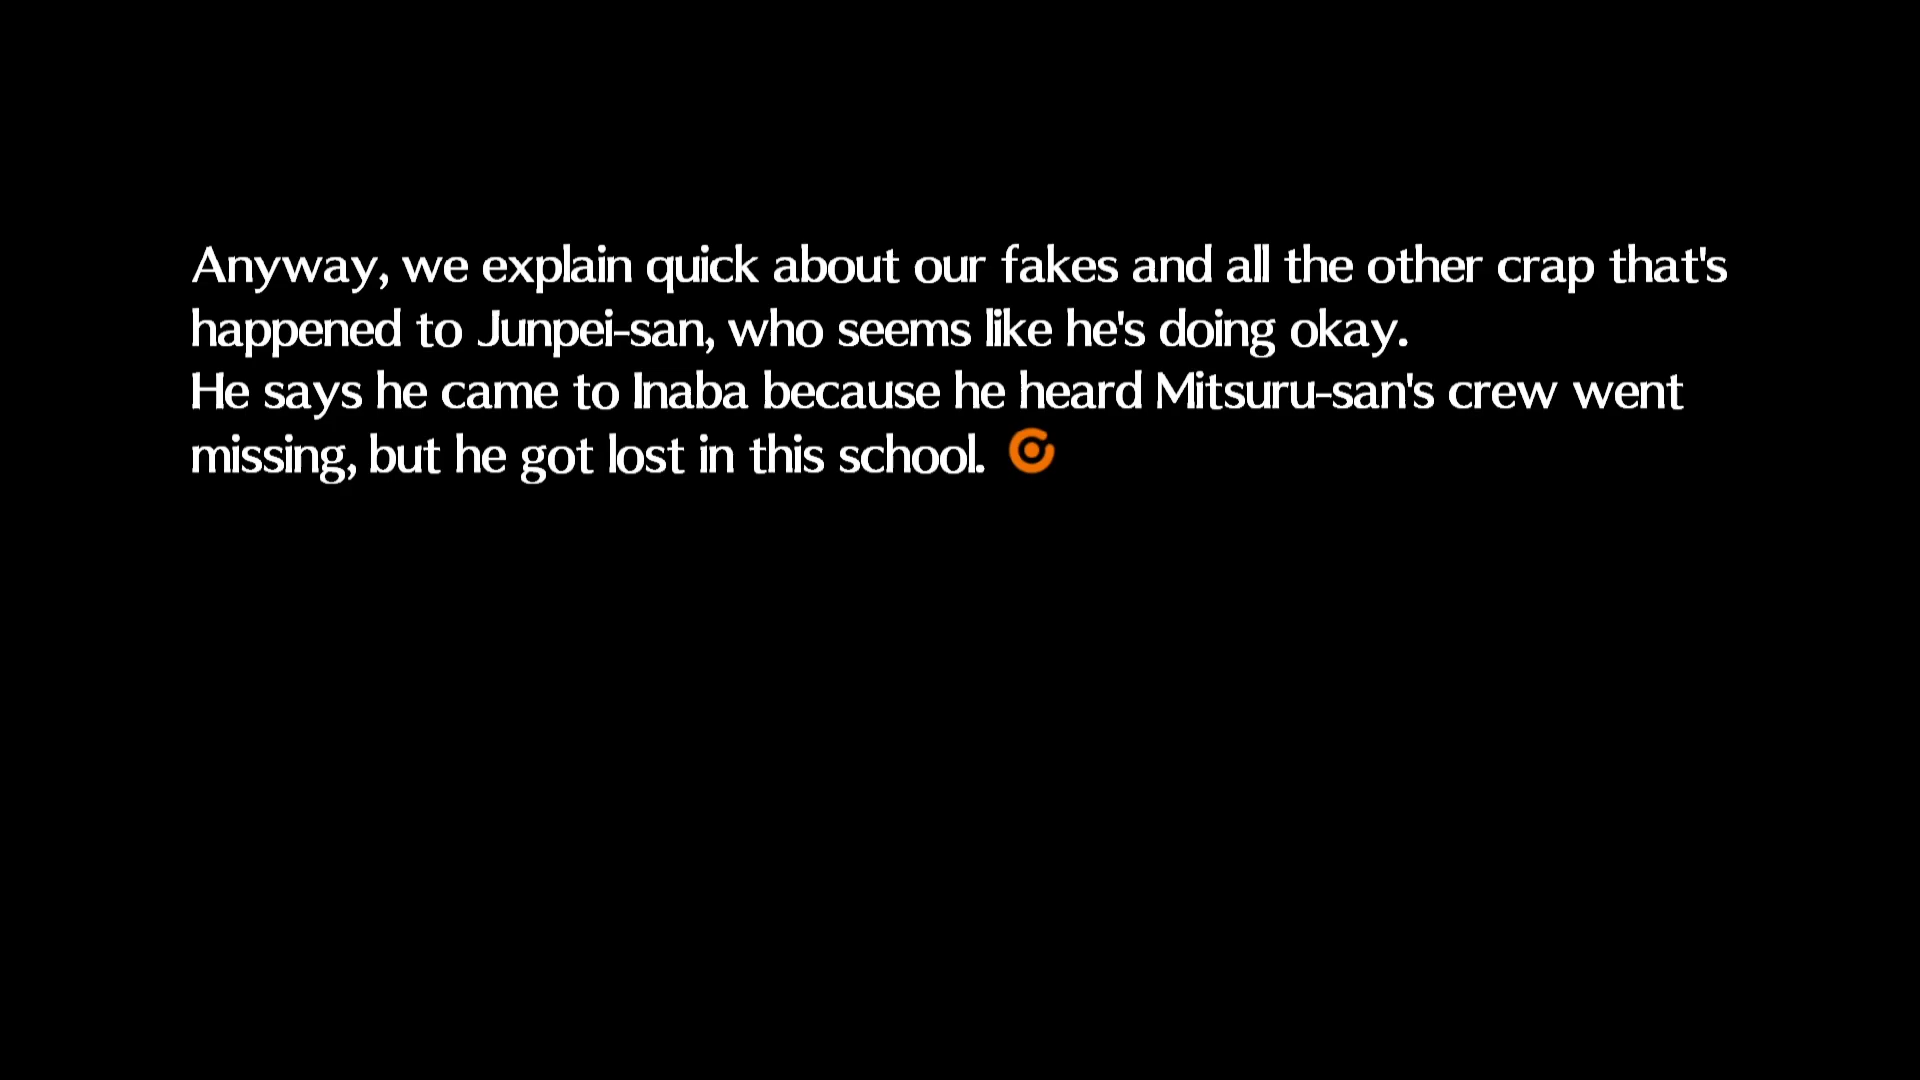 Anyway, we explain quick about our fakes and all the other crap that's
happened to Junpei-san, who seems like he's doing okay.
He says he came to Inaba because he heard Mitsuru-san's crew went
missing, but he got lost in this school.